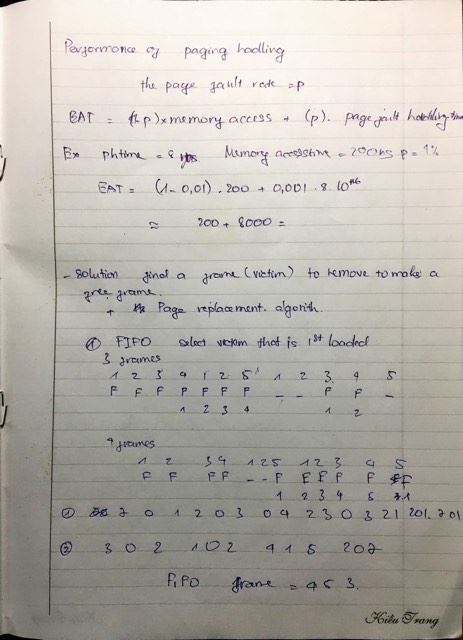 Performance of paging hadling
the page fault rate = p
EAT = (1-p) x memory access + (p). page fault handling time
Ex phtime = 8 ms Memory accesstime = 200ns p = 1%
EAT = (1-0,01) . 200 + 0,001 . 8. 10
≈ 200 + 8000 =
- Solution find a frame (victim) to remove to make a
free frame.
+ Page replacement. algorith.
① FIFO select victim that is 1st loaded
3 frames
1 2 3 4 1 2 5 1 2 3 4 5
F F F F F F F - - F F -
1 2 3 4 1 2
4 frames
1 2 3 4 1 2 5 1 2 3 4 5
F F F F - - F F F F F F
1 2 3 4 5 1
① 7 0 1 2 0 3 0 4 2 3 0 3 2 1 2 0 1. 7 0 1
② 3 0 2 1 0 2 4 1 5 2 0 7
FIFO frame = 4 5 3.
Kiều Trang